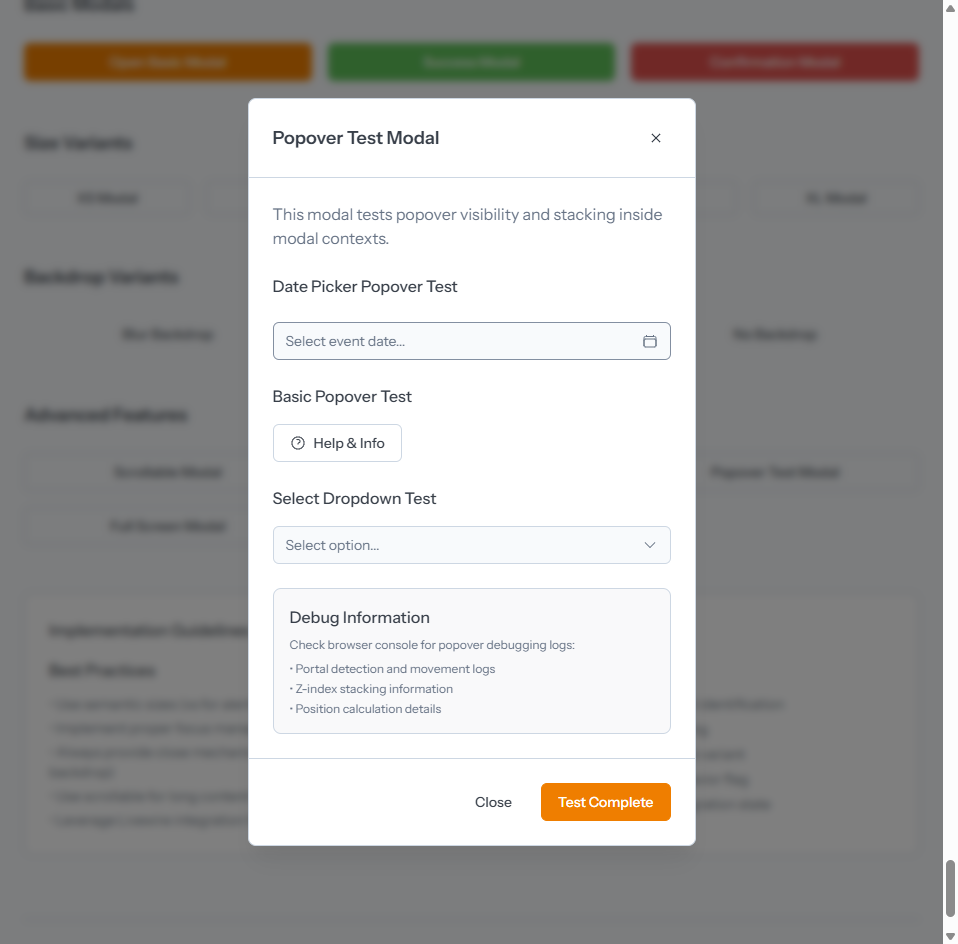 Basic Modals
Open Basic Modal
Success Modal
Confirmation Modal
Popover Test Modal
Size Variants
XL Modal
This modal tests popover visibility and stacking inside
modal contexts.
Backdrop Variants
Date Picker Popover Test
Blur Backdrop
No Backdrop
Select event date...
Basic Popover Test
Advanced Features
Help & Info
Scrollable Modal
Popover Test Modal
Select Dropdown Test
Full Screen Modal
Select option...
Debug Information
Implementation Guidelines
Check browser console for popover debugging logs:
Best Practices
• Portal detection and movement logs
• Z-index stacking information
• Position calculation details
Close
Test Complete